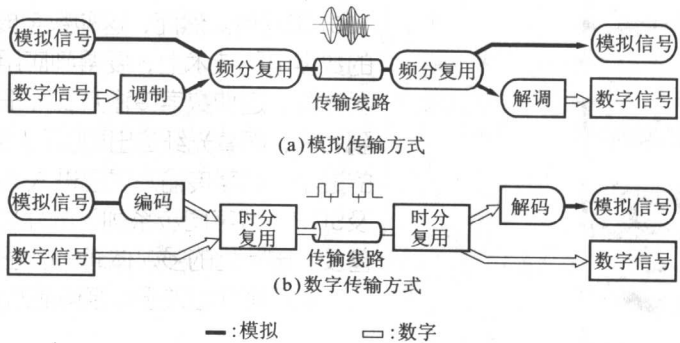 模拟信号
频分复用
频分复用
模拟信号
数字信号
调制
传输线路
解调
数字信号
(a)模拟传输方式
模拟信号
编码
时分
复用
时分
复用
解码
模拟信号
数字信号
传输线路
数字信号
(b)数字传输方式
:模拟
:数字